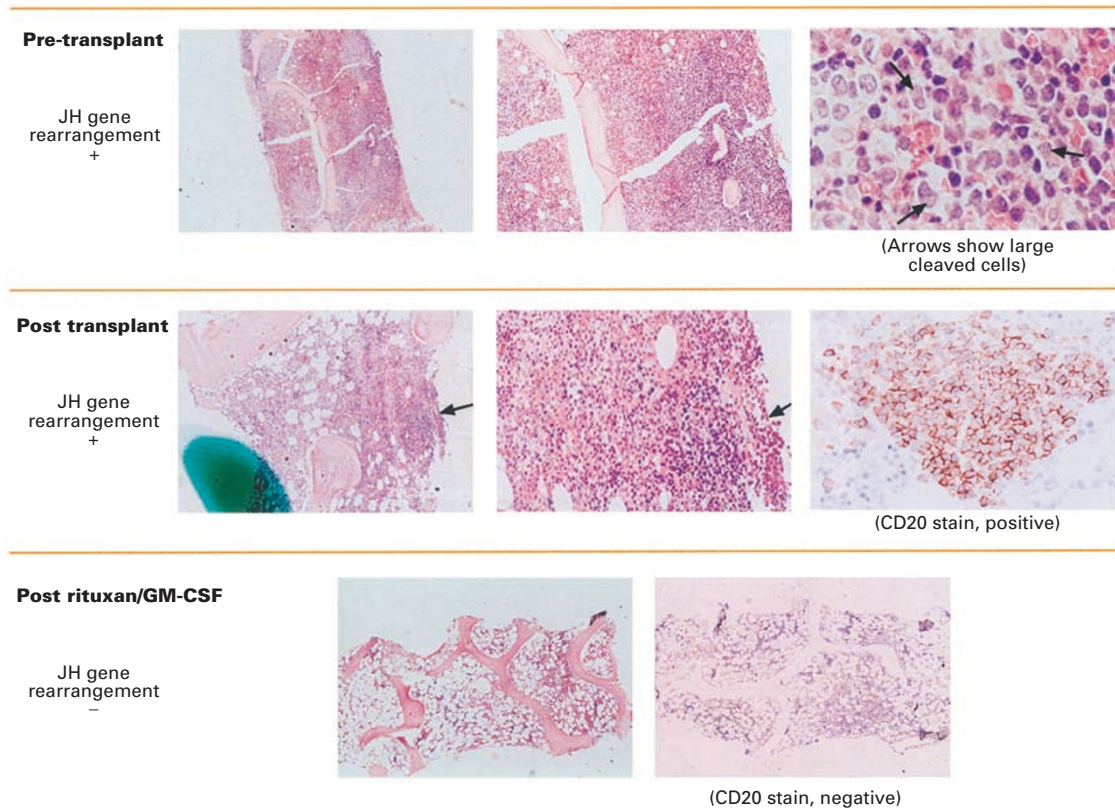 Pre-transplant
JH gene
rearrangement
+
(Arrows show large
cleaved cells)
Post transplant
JH gene
rearrangement
+
(CD20 stain, positive)
Post rituxan/GM-CSF
JH gene
rearrangement
–
(CD20 stain, negative)